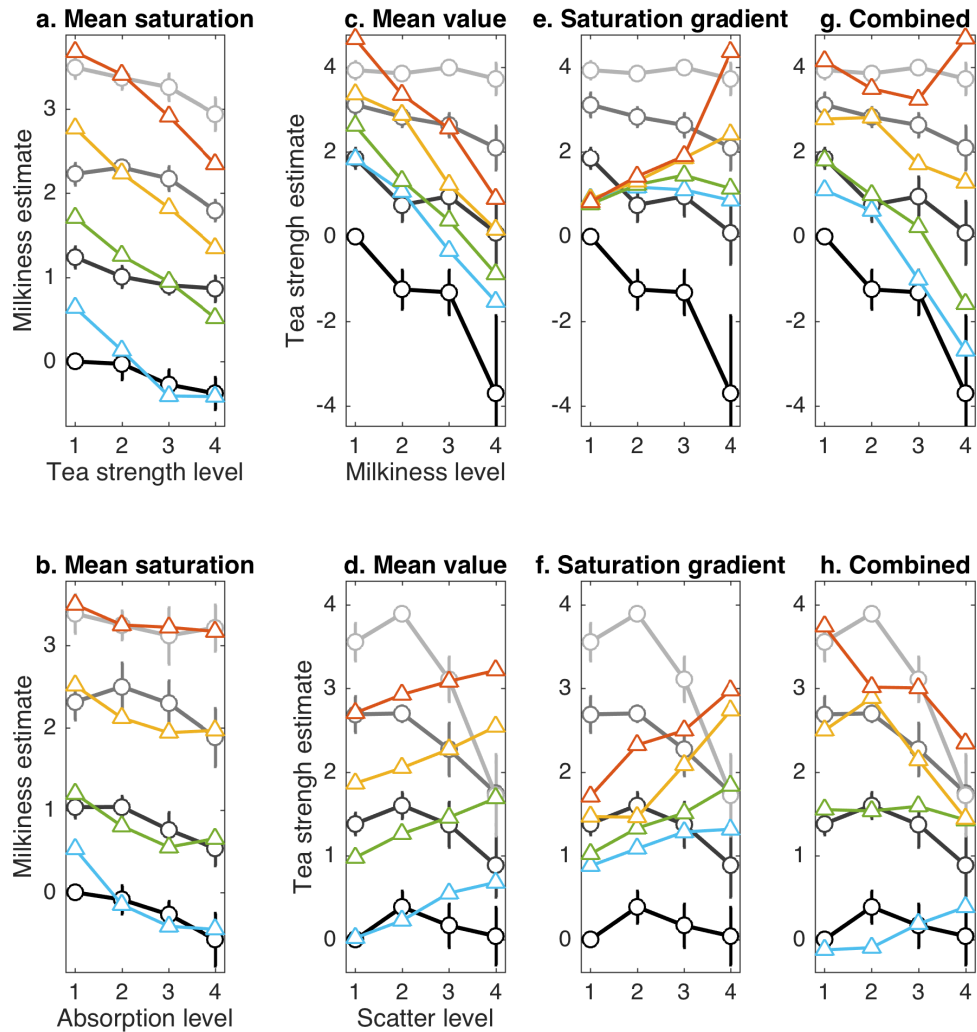 a. Mean saturation
c. Mean value
e. Saturation gradient
g. Combined
Milkiness estimate
3
2
1
0
1 2 3 4
Tea strength level
Tea strengh estimate
4
2
0
-2
-4
1 2 3 4
Milkiness level
4
2
0
-2
-4
1 2 3 4
4
2
0
-2
-4
1 2 3 4
b. Mean saturation
d. Mean value
f. Saturation gradient
h. Combined
Milkiness estimate
3
2
1
0
1 2 3 4
Absorption level
Tea strengh estimate
4
3
2
1
0
1 2 3 4
Scatter level
4
3
2
1
0
1 2 3 4
4
3
2
1
0
1 2 3 4